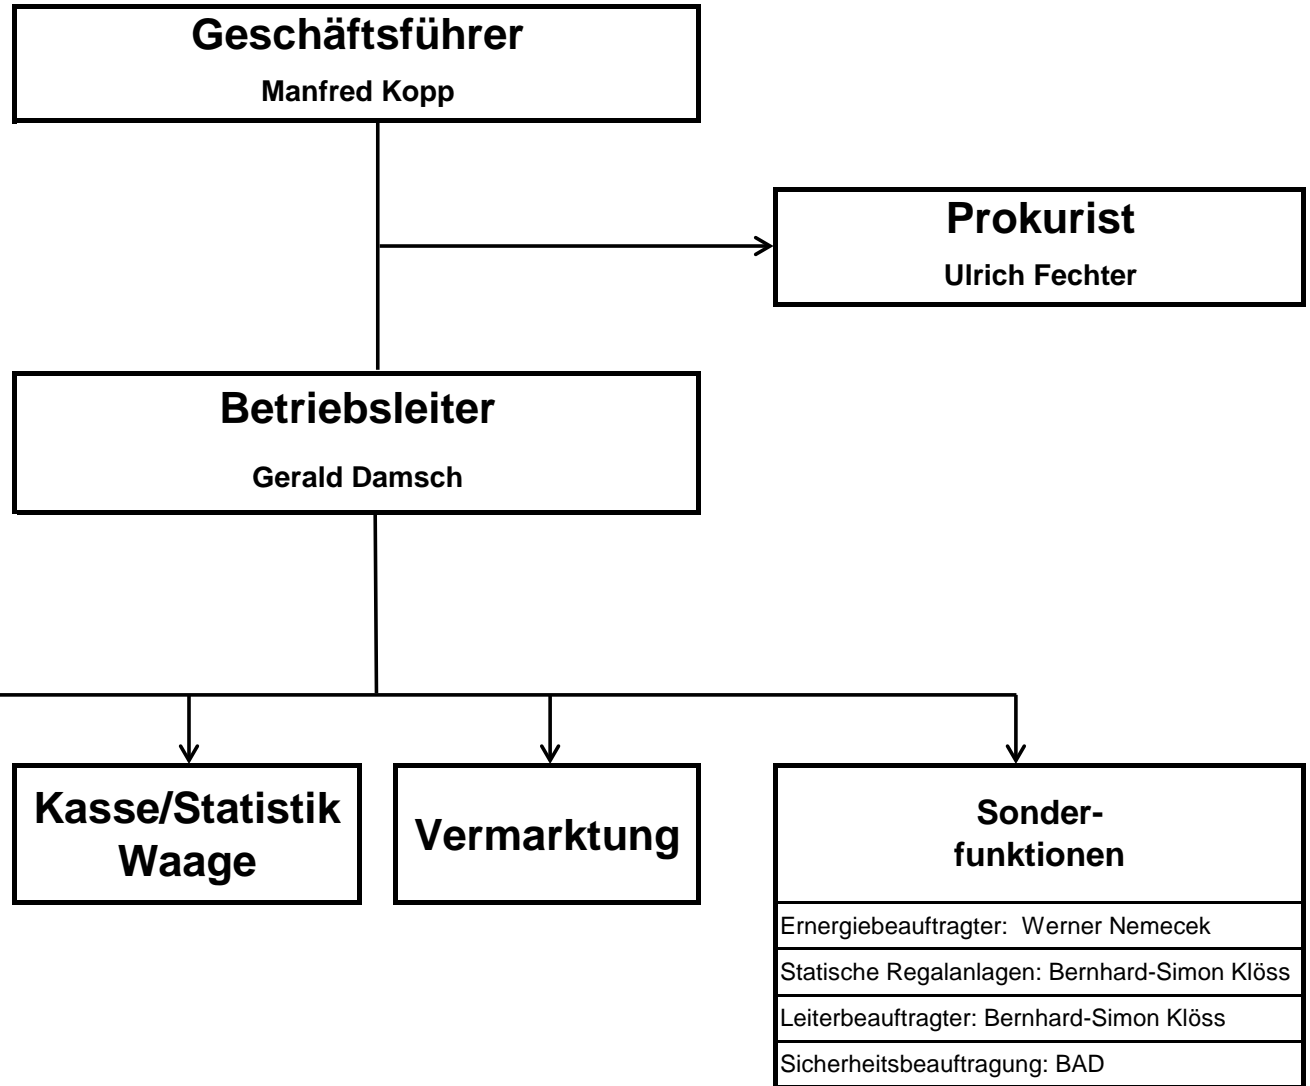 Geschäftsführer
Manfred Kopp
Prokurist
Ulrich Fechter
Betriebsleiter
Gerald Damsch
Kasse/Statistik
Waage
Vermarktung
Sonder-
funktionen
Ernergiebeauftragter: Werner Nemecek
Statische Regalanlagen: Bernhard-Simon Klöss
Leiterbeauftragter: Bernhard-Simon Klöss
Sicherheitsbeauftragung: BAD